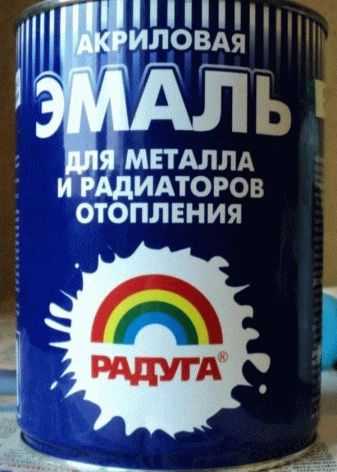 АКРИЛОВАЯ
ЭМАЛЬ
ДЛЯ МЕТАЛЛА
И РАДИАТОРОВ
ОТОПЛЕНИЯ
РАДУГА®